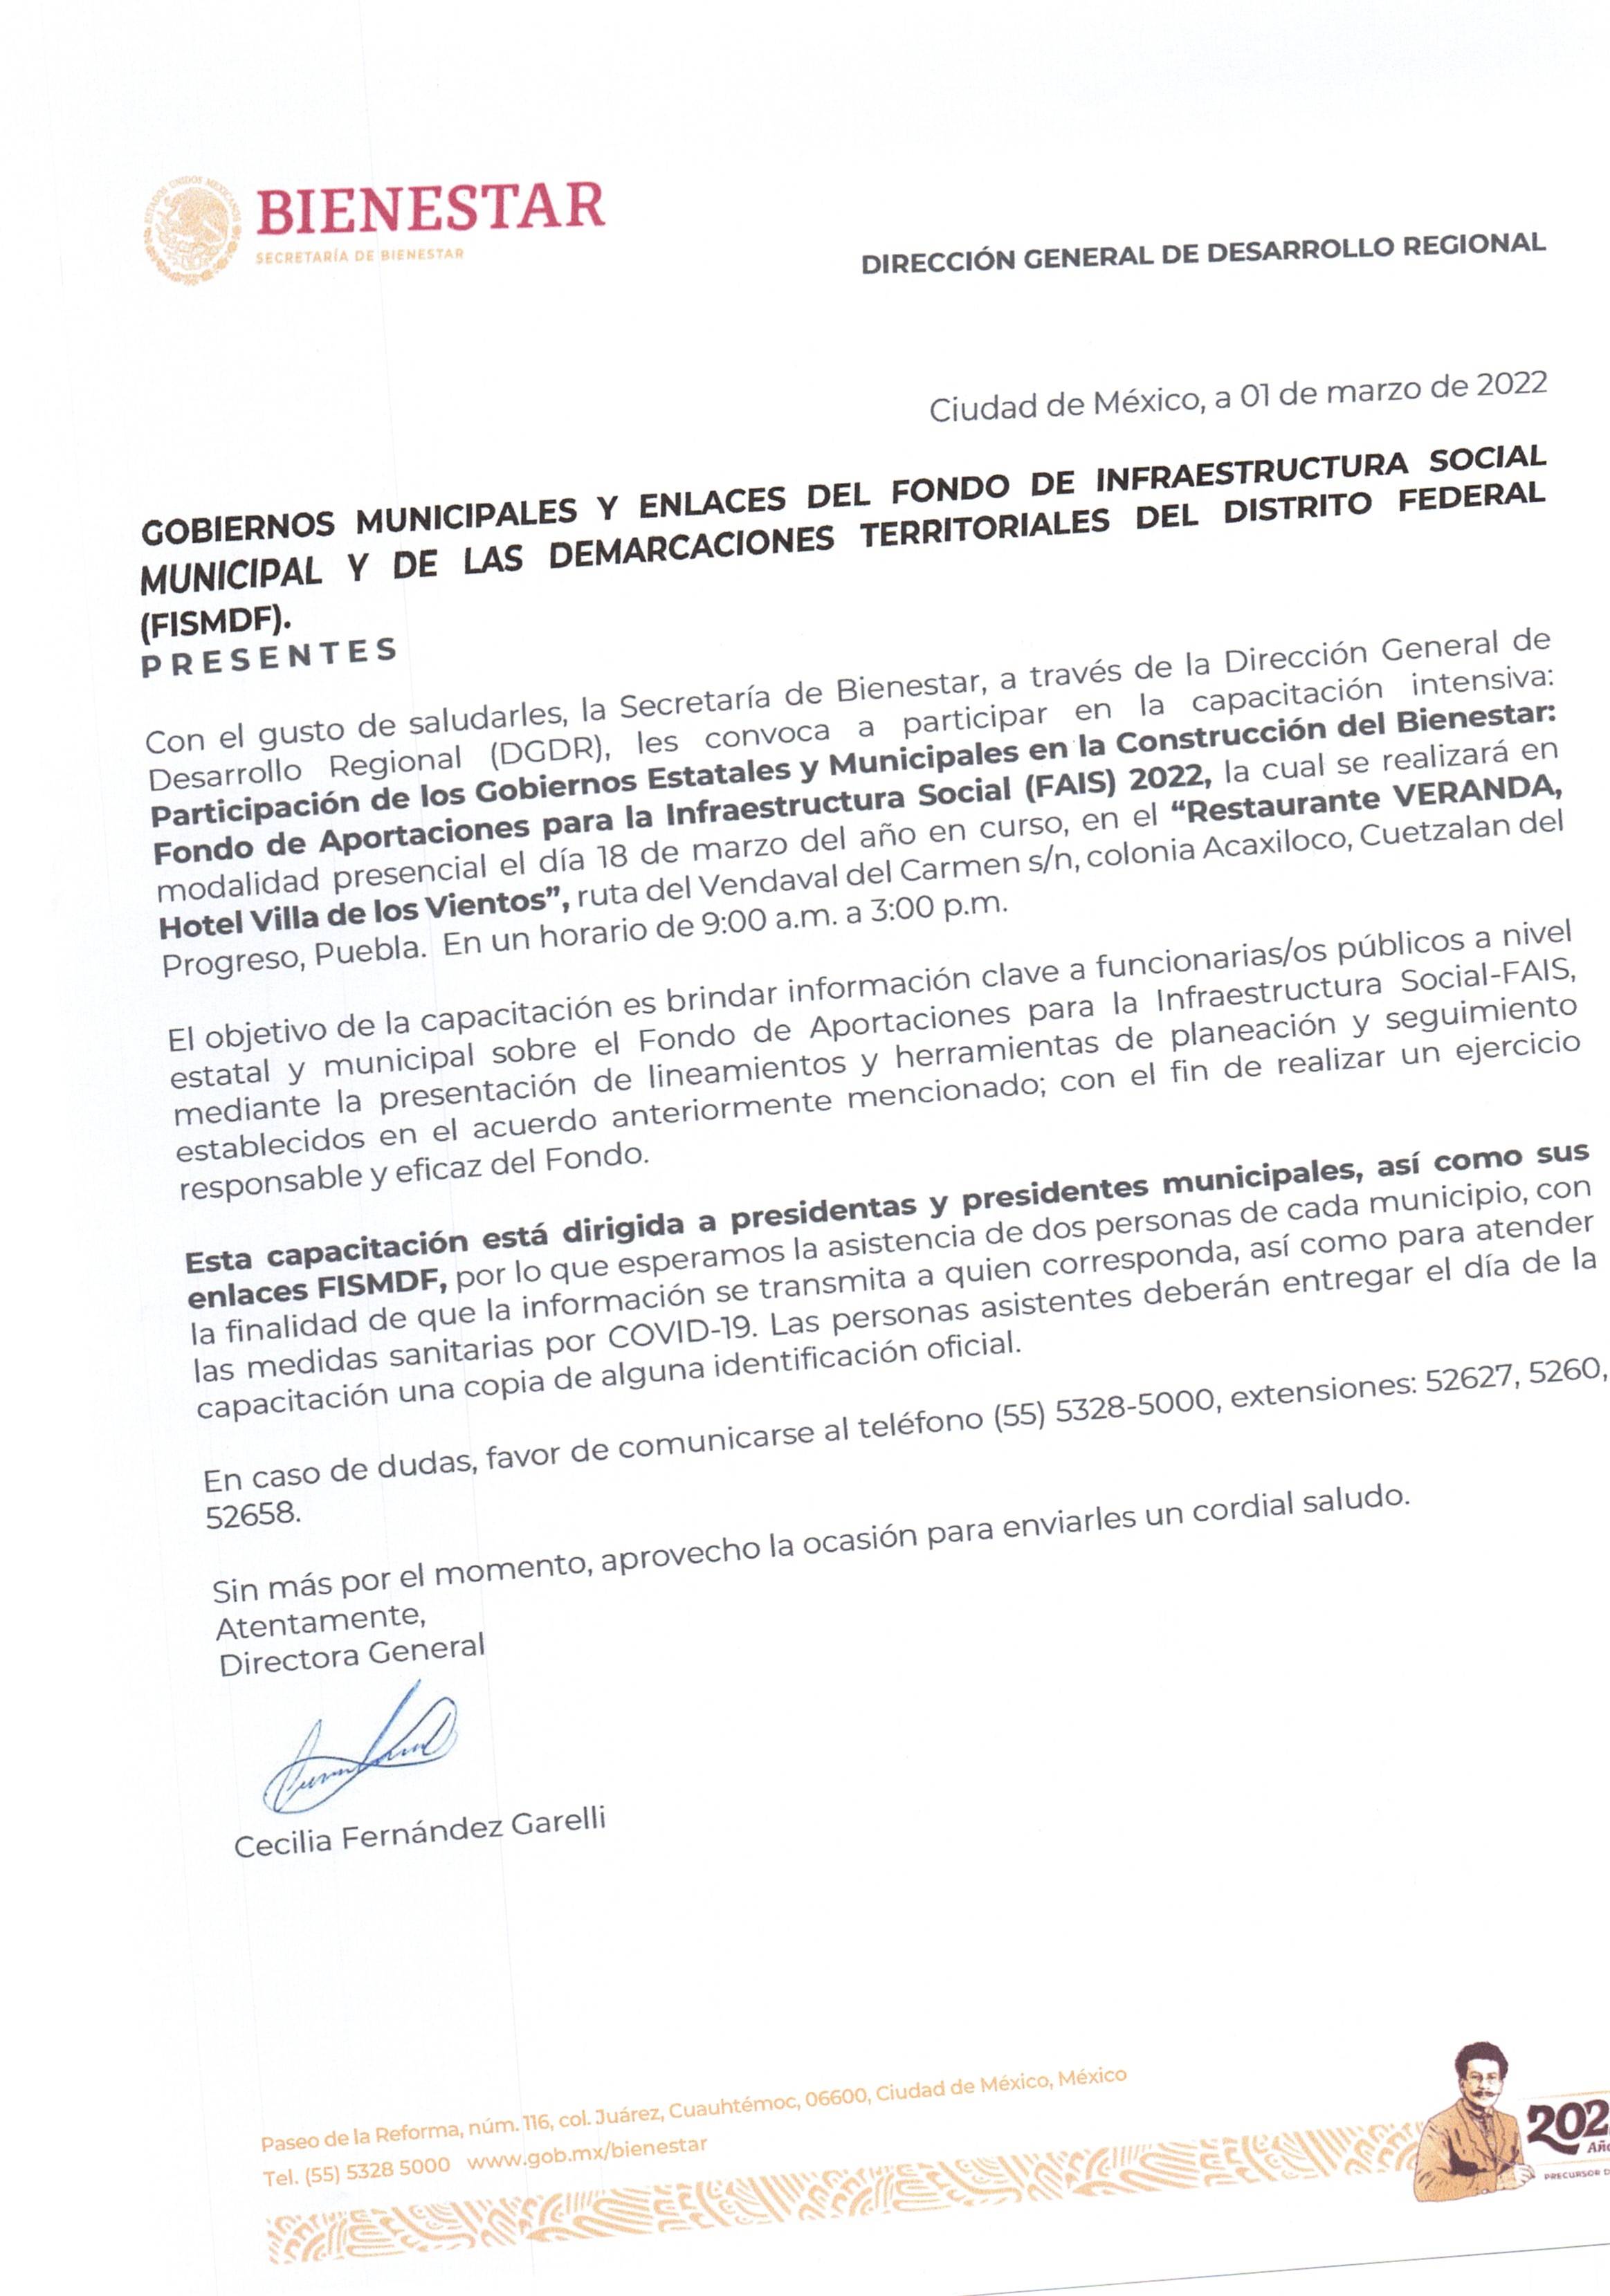 BIENESTAR
SECRETARÍA DE BIENESTAR
DIRECCIÓN GENERAL DE DESARROLLO REGIONAL
Ciudad de México, a 01 de marzo de 2022
GOBIERNOS MUNICIPALES Y ENLACES DEL FONDO DE INFRAESTRUCTURA SOCIAL
MUNICIPAL Y DE LAS DEMARCACIONES TERRITORIALES DEL DISTRITO FEDERAL
(FISMDF).
PRESENTES
Con el gusto de saludarles, la Secretaría de Bienestar, a través de la Dirección General de
Desarrollo Regional (DGDR), les convoca a participar en la capacitación intensiva:
Participación de los Gobiernos Estatales y Municipales en la Construcción del Bienestar:
Fondo de Aportaciones para la Infraestructura Social (FAIS) 2022, la cual se realizará en
modalidad presencial el día 18 de marzo del año en curso, en el “Restaurante VERANDA,
Hotel Villa de los Vientos”, ruta del Vendaval del Carmen s/n, colonia Acaxiloco, Cuetzalan del
Progreso, Puebla. En un horario de 9:00 a.m. a 3:00 p.m.
El objetivo de la capacitación es brindar información clave a funcionarias/os públicos a nivel
estatal y municipal sobre el Fondo de Aportaciones para la Infraestructura Social-FAIS,
mediante la presentación de lineamientos y herramientas de planeación y seguimiento
establecidos en el acuerdo anteriormente mencionado; con el fin de realizar un ejercicio
responsable y eficaz del Fondo.
Esta capacitación está dirigida a presidentas y presidentes municipales, así como sus
enlaces FISMDF, por lo que esperamos la asistencia de dos personas de cada municipio, con
la finalidad de que la información se transmita a quien corresponda, así como para atender
las medidas sanitarias por COVID-19. Las personas asistentes deberán entregar el día de la
capacitación una copia de alguna identificación oficial.
En caso de dudas, favor de comunicarse al teléfono (55) 5328-5000, extensiones: 52627, 5260,
52658.
Sin más por el momento, aprovecho la ocasión para enviarles un cordial saludo.
Atentamente,
Directora General
Cecilia Fernández Garelli
Paseo de la Reforma, núm. 116, col. Juárez, Cuauhtémoc, 06600, Ciudad de México, México
Tel. (55) 5328 5000 www.gob.mx/bienestar
202
Año
PRECURSOR D